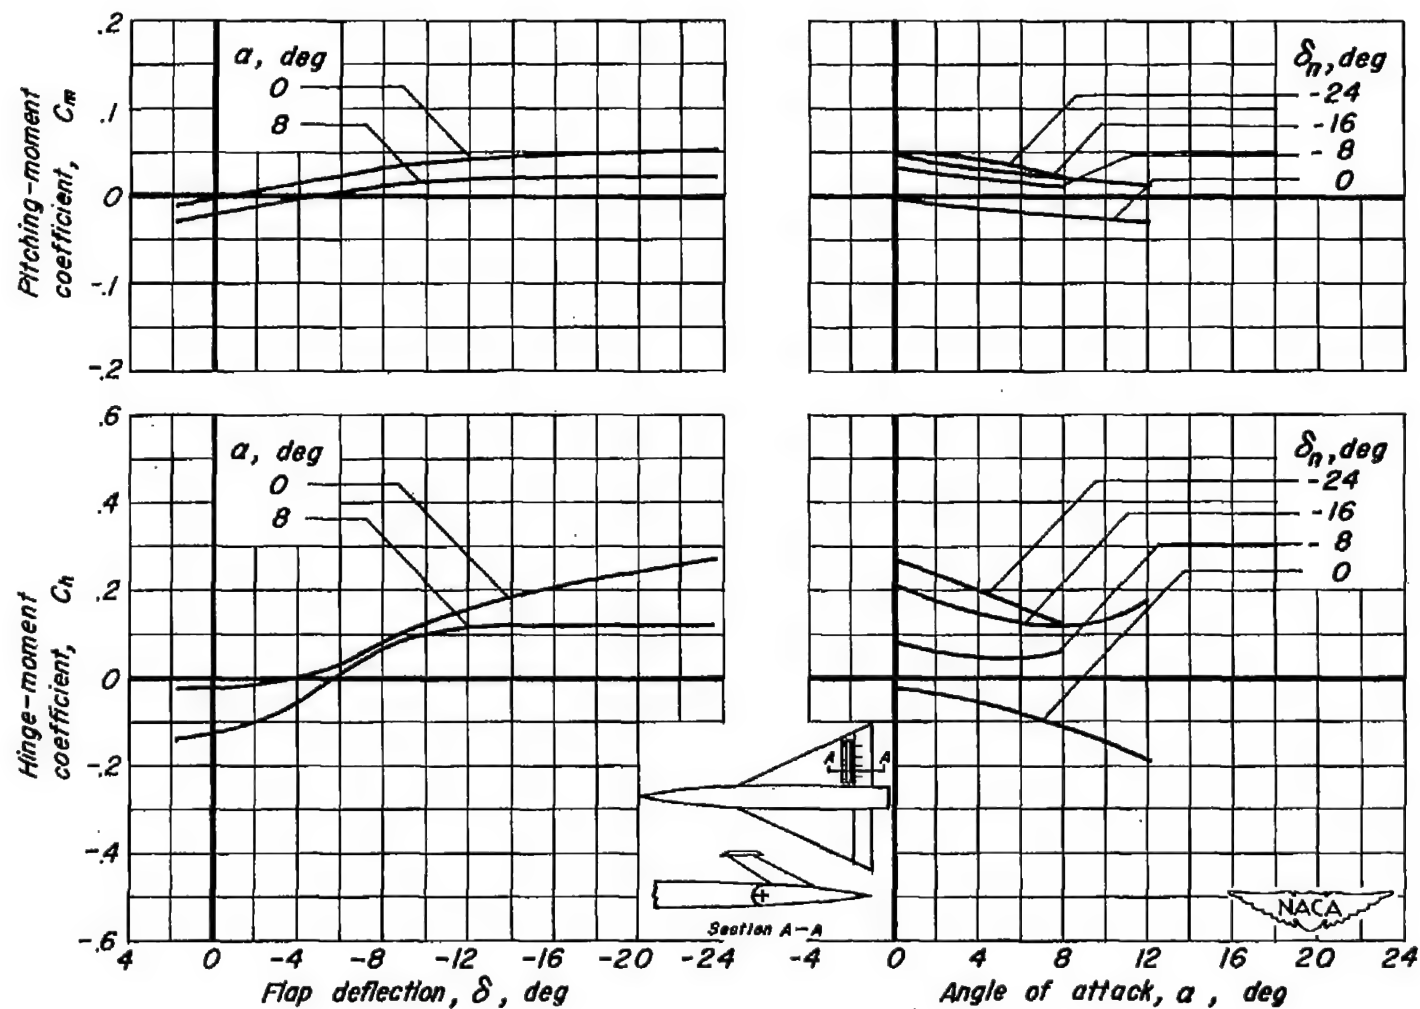 Pitching-moment
coefficient, Cm
.2
.1
0
-.1
-.2
α, deg
0
8
δn, deg
-24
-16
-8
0
Hinge-moment
coefficient, Ch
.6
.4
.2
0
-.2
-.4
-.6
α, deg
0
8
δn, deg
-24
-16
-8
0
A A
Section A-A
NACA
4 0 -4 -8 -12 -16 -20 -24
Flap deflection, δ, deg
-4 0 4 8 12 16 20 24
Angle of attack, α, deg